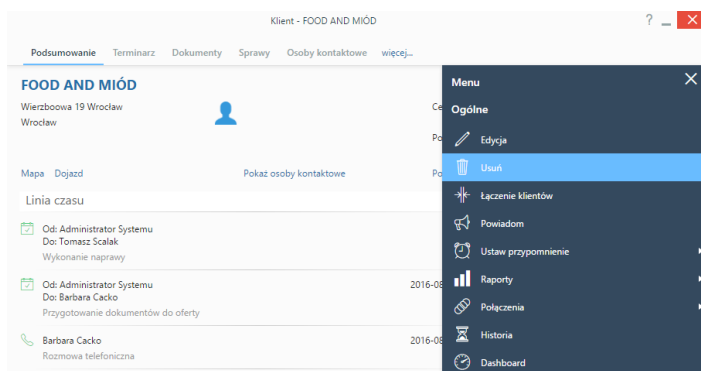 Klient - FOOD AND MIÓD
?
Podsumowanie Terminarz Dokumenty Sprawy Osoby kontaktowe więcej...
FOOD AND MIÓD
Wierzboowa 19 Wrocław
Wrocław
Mapa Dojazd Pokaż osoby kontaktowe
Linia czasu
Od: Administrator Systemu
Do: Tomasz Scalak
Wykonanie naprawy
Od: Administrator Systemu 2016-08
Do: Barbara Cacko
Przygotowanie dokumentów do oferty
Barbara Cacko 2016-08
Rozmowa telefoniczna
Menu
Ogólne
Edycja
Usuń
Łączenie klientów
Powiadom
Ustaw przypomnienie
Raporty
Połączenia
Historia
Dashboard